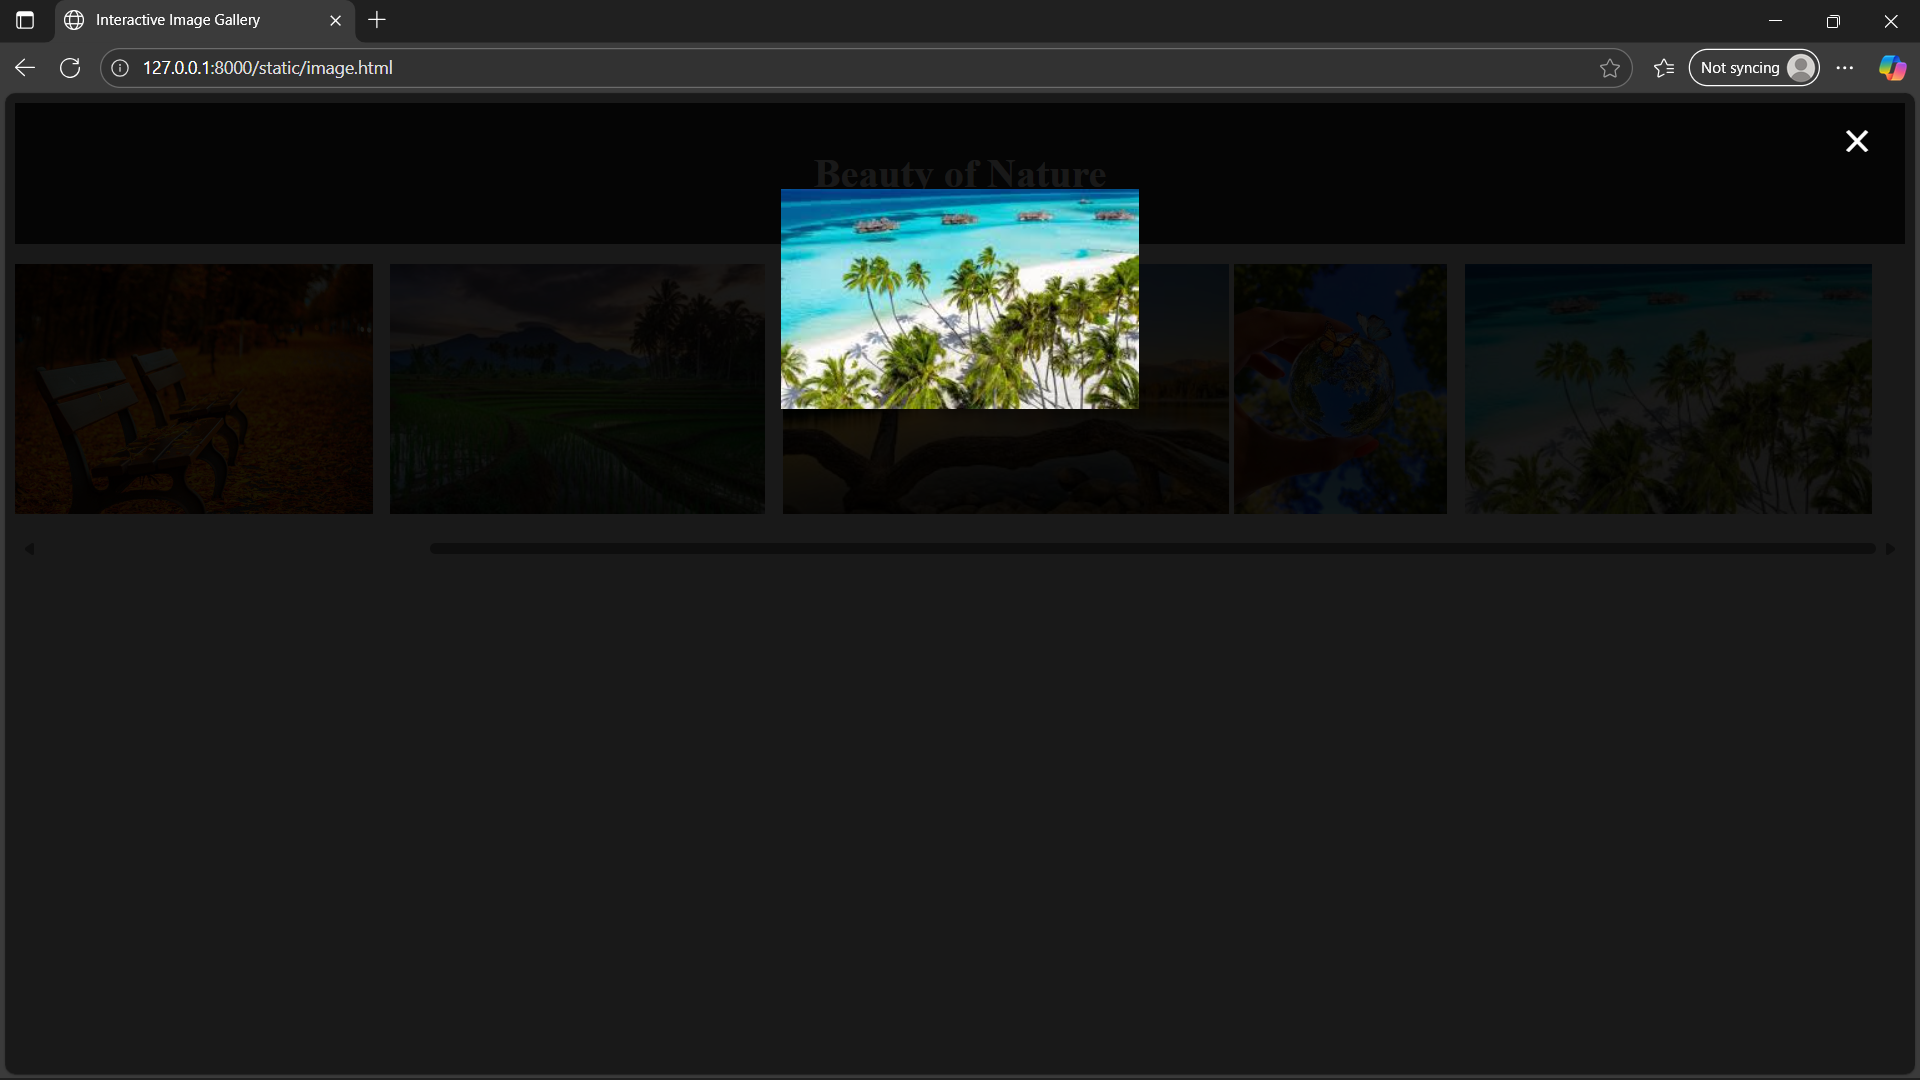 Interactive Image Gallery
127.0.0.1:8000/static/image.html
Not syncing
Beauty of Nature